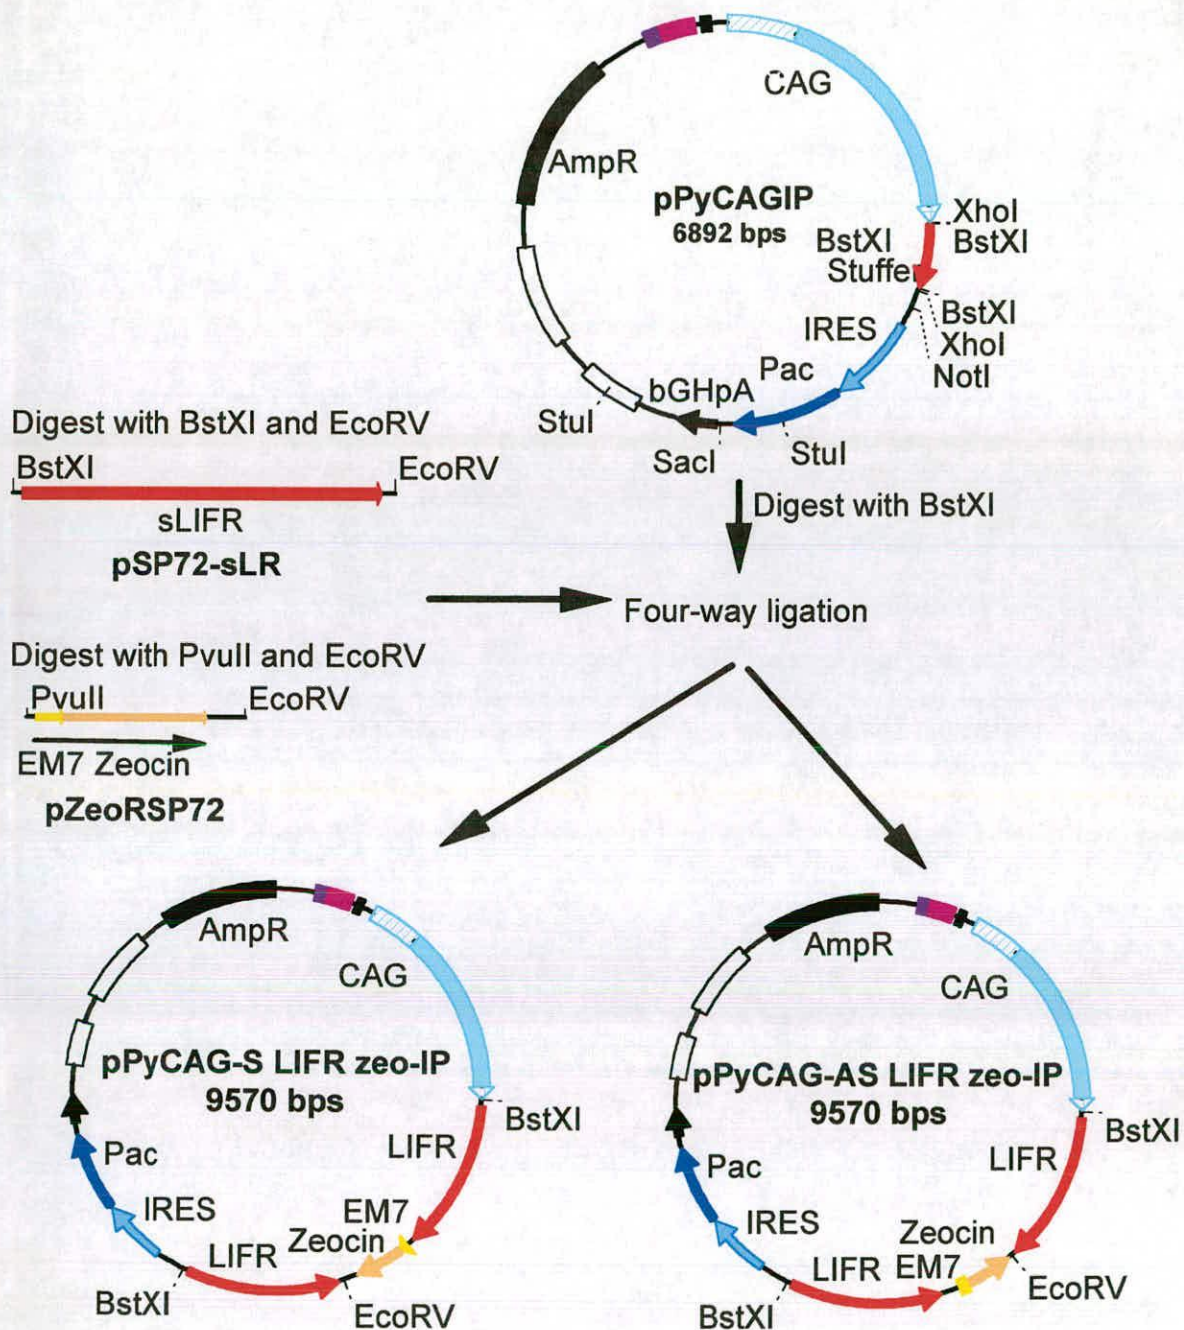 CAG
AmpR
pPyCAGIP
6892 bps
XhoI
BstXI
BstXI
Stuffer
BstXI
XhoI
NotI
IRES
Pac
bGHpA
StuI
SacI
StuI
Digest with BstXI and EcoRV
BstXI
EcoRV
sLIFR
pSP72-sLR
Digest with BstXI
Four-way ligation
Digest with PvuII and EcoRV
PvuII
EcoRV
EM7 Zeocin
pZeoRSP72
AmpR
CAG
pPyCAG-S LIFR zeo-IP
9570 bps
BstXI
LIFR
Pac
IRES
EM7
Zeocin
LIFR
BstXI
EcoRV
AmpR
CAG
pPyCAG-AS LIFR zeo-IP
9570 bps
BstXI
LIFR
Pac
IRES
Zeocin
LIFR EM7
EcoRV
BstXI